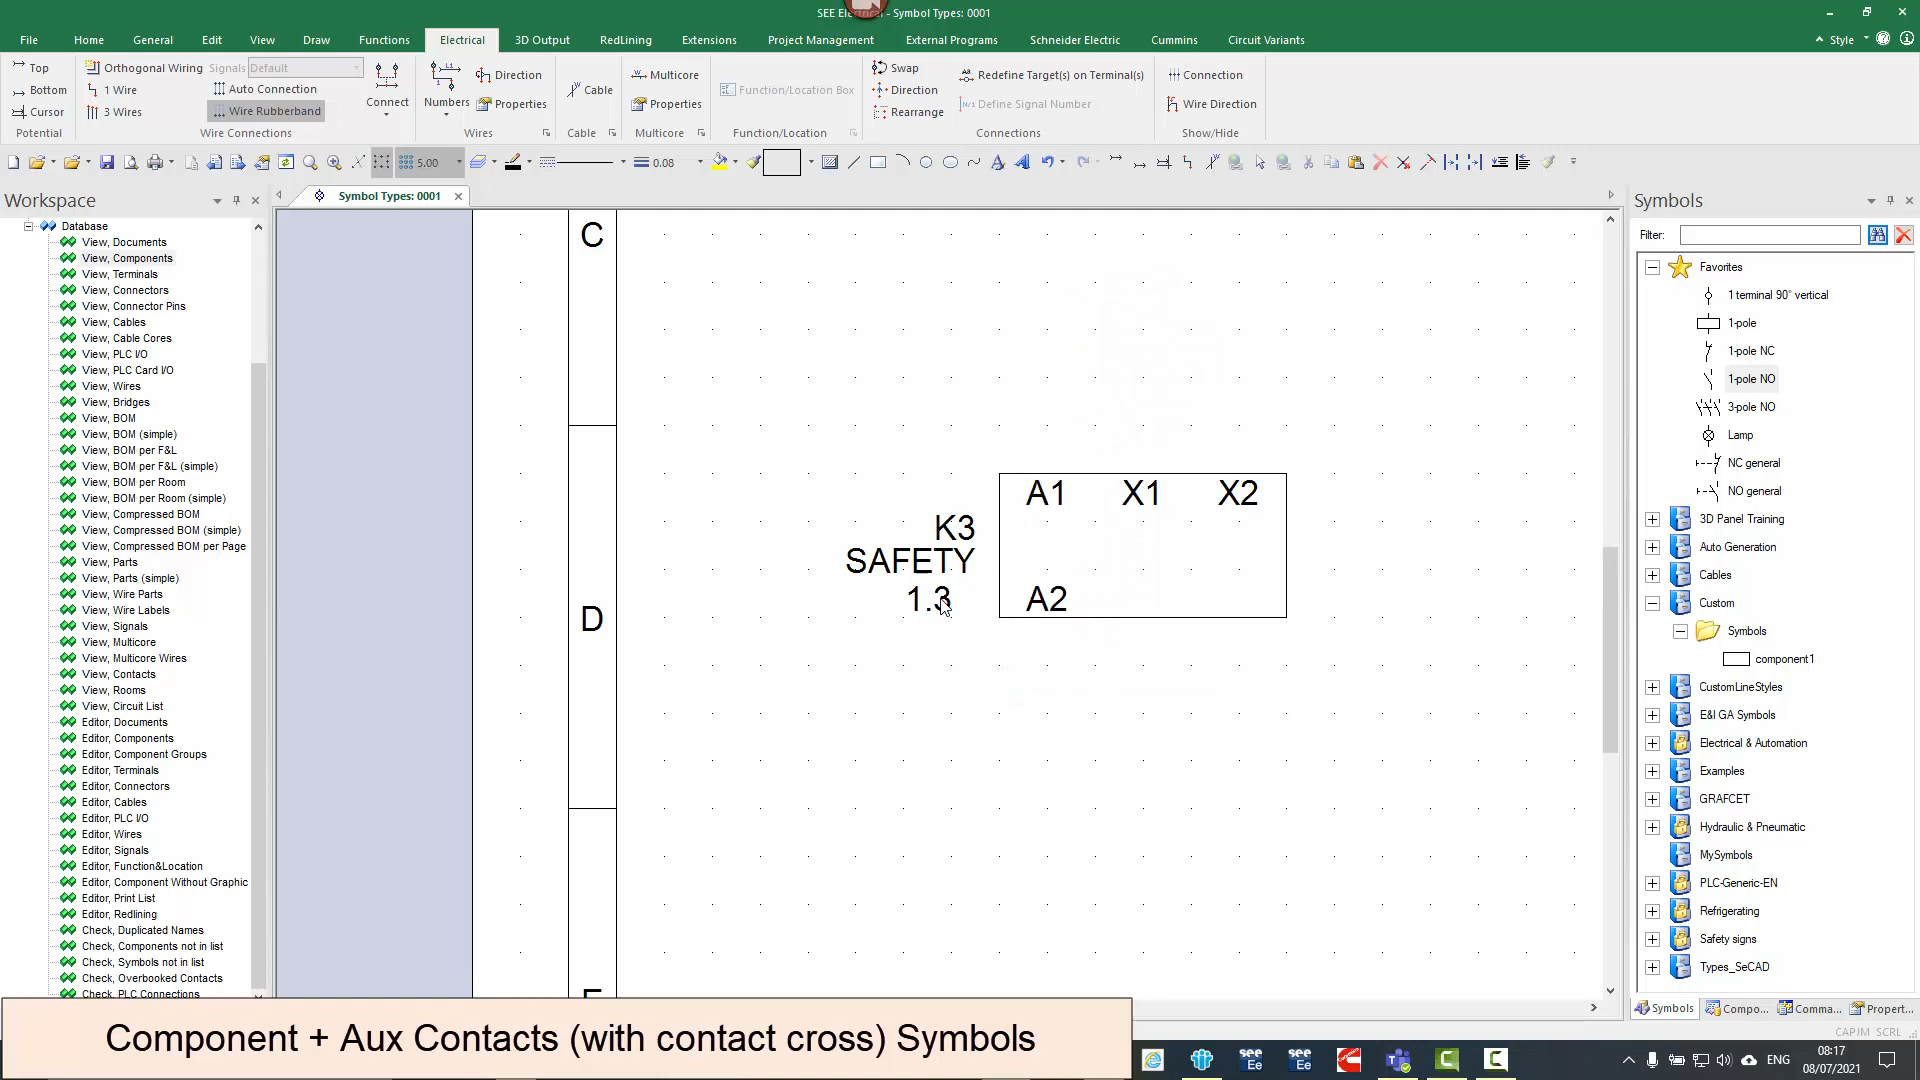 SEE Electrical - Symbol Types: 0001
File Home General Edit View Draw Functions Electrical 3D Output RedLining Extensions Project Management External Programs Schneider Electric Cummins Circuit Variants Style
Top Orthogonal Wiring Signals Default Direction Multicore Swap Redefine Target(s) on Terminal(s) Connection
Bottom 1 Wire Auto Connection Connect Numbers Cable Function/Location Box Direction
Cursor 3 Wires Wire Rubberband Properties Properties Rearrange Define Signal Number Wire Direction
Potential Wire Connections Wires Cable Multicore Function/Location Connections Show/Hide
5.00 0.08
Workspace
Database
View, Documents
View, Components
View, Terminals
View, Connectors
View, Connector Pins
View, Cables
View, Cable Cores
View, PLC I/O
View, PLC Card I/O
View, Wires
View, Bridges
View, BOM
View, BOM (simple)
View, BOM per F&L
View, BOM per F&L (simple)
View, BOM per Room
View, BOM per Room (simple)
View, Compressed BOM
View, Compressed BOM (simple)
View, Compressed BOM per Page
View, Parts
View, Parts (simple)
View, Wire Parts
View, Wire Labels
View, Signals
View, Multicore
View, Multicore Wires
View, Contacts
View, Rooms
View, Circuit List
Editor, Documents
Editor, Components
Editor, Component Groups
Editor, Terminals
Editor, Connectors
Editor, Cables
Editor, PLC I/O
Editor, Wires
Editor, Signals
Editor, Function&Location
Editor, Component Without Graphic
Editor, Print List
Editor, Redlining
Check, Duplicated Names
Check, Components not in list
Check, Symbols not in list
Check, Overbooked Contacts
Check, PLC Connections
Symbol Types: 0001
C
D
A1 X1 X2
K3
SAFETY
1.3
A2
Symbols
Filter:
Favorites
1 terminal 90° vertical
1-pole
1-pole NC
1-pole NO
3-pole NO
Lamp
NC general
NO general
3D Panel Training
Auto Generation
Cables
Custom
Symbols
component1
CustomLineStyles
E&I GA Symbols
Electrical & Automation
Examples
GRAFCET
Hydraulic & Pneumatic
MySymbols
PLC-Generic-EN
Refrigerating
Safety signs
Types_SeCAD
Symbols Compo... Comma... Propert...
CAPJM SCRL
Component + Aux Contacts (with contact cross) Symbols
see Ee see Ee
ENG
08:17
08/07/2021